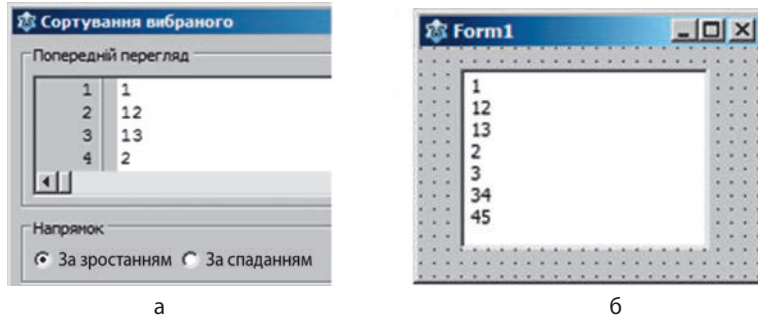 Сортування вибраного
Попередній перегляд
1 1
2 12
3 13
4 2
Напрямок
За зростанням За спаданням
а
Form1
1
12
13
2
3
34
45
б